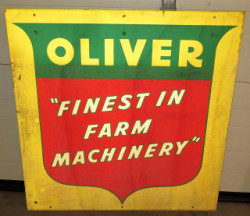 OLIVER
"FINEST IN
FARM
MACHINERY"